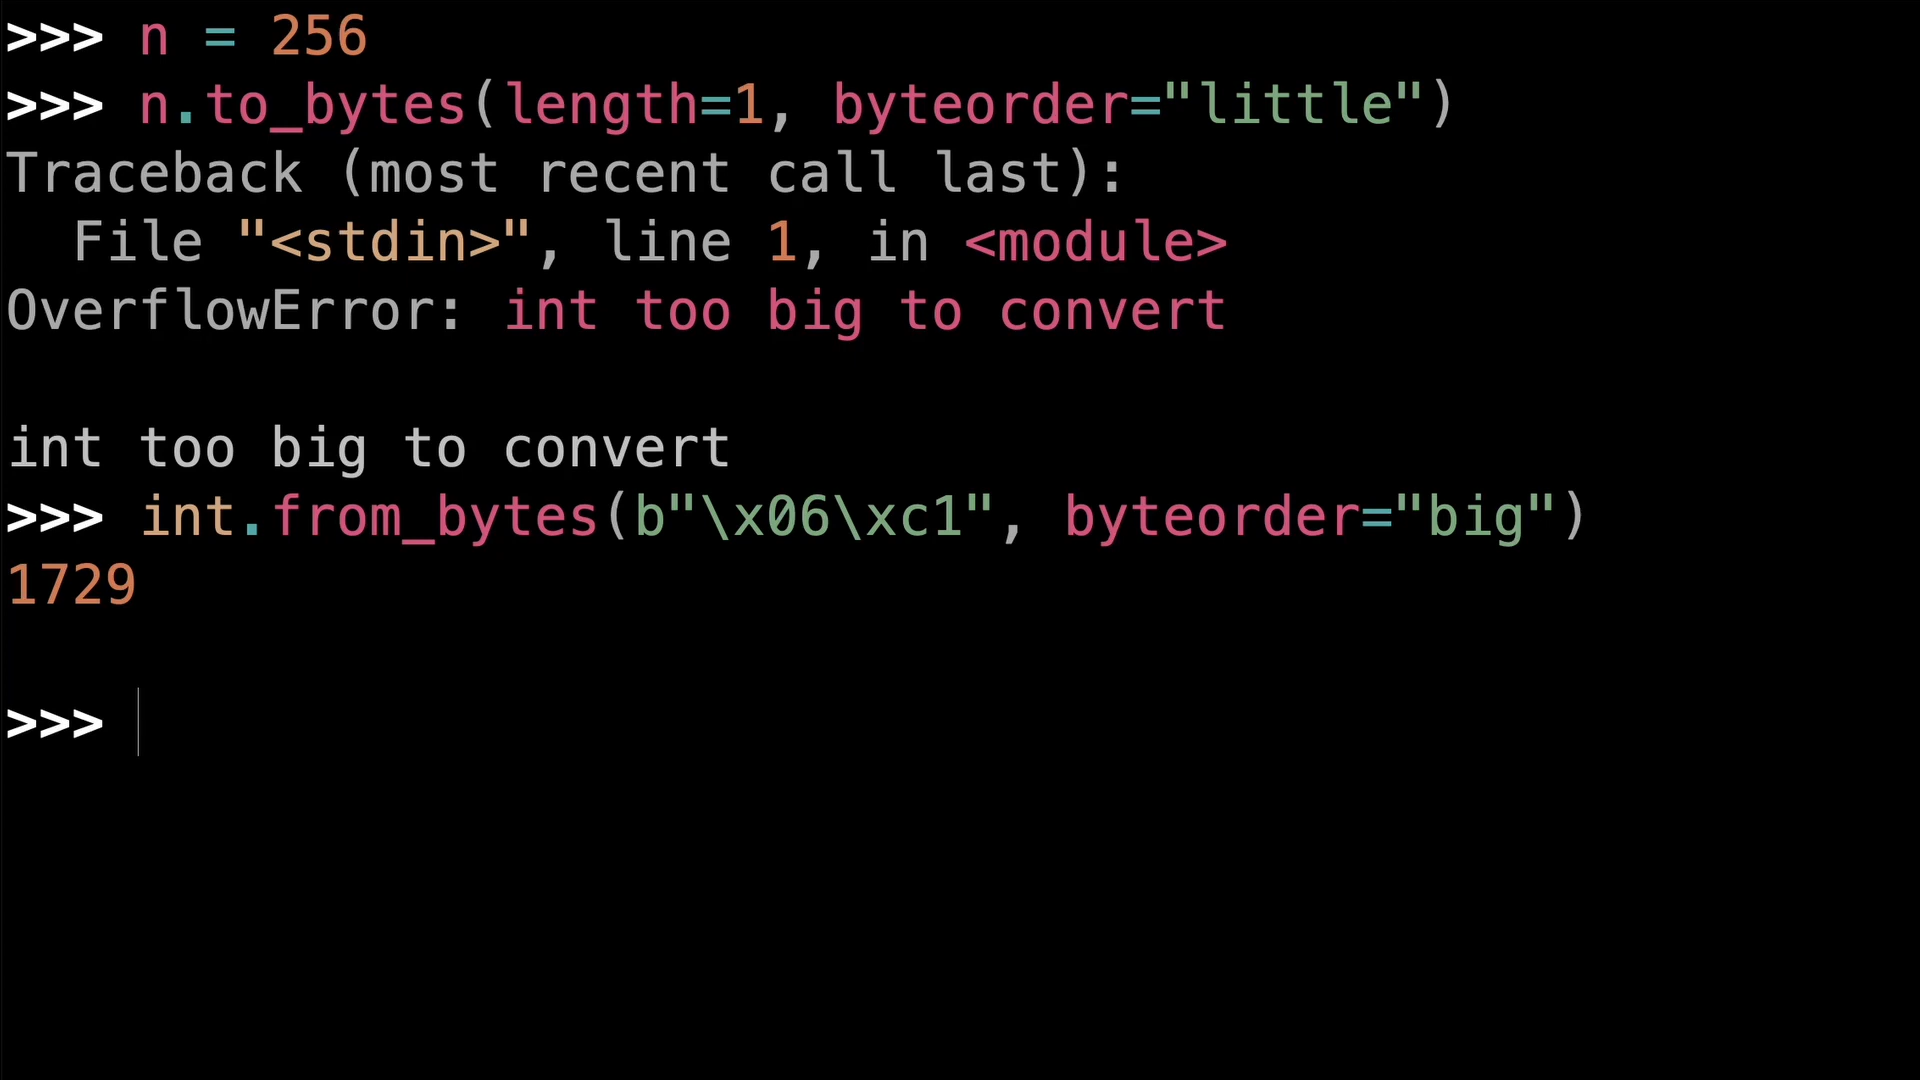 >>> n = 256
>>> n.to_bytes(length=1, byteorder="little")
Traceback (most recent call last):
  File "<stdin>", line 1, in <module>
OverflowError: int too big to convert
int too big to convert
>>> int.from_bytes(b"\x06\xc1", byteorder="big")
1729
>>>